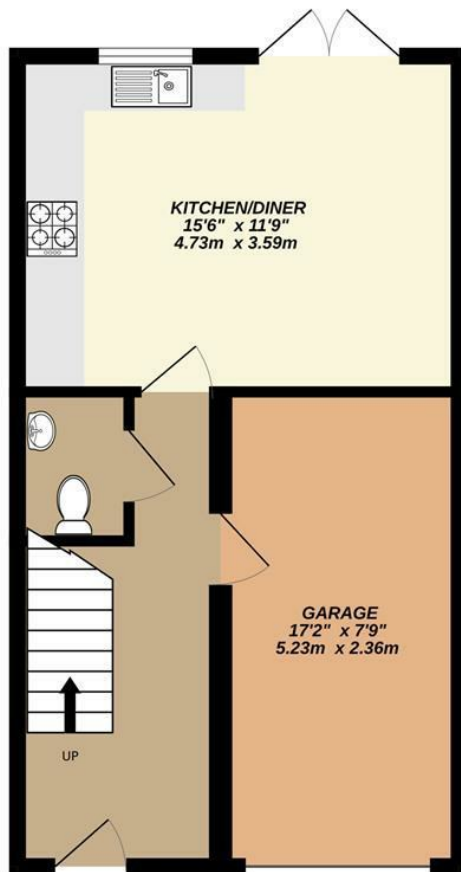 KITCHEN/DINER
15'6" x 11'9"
4.73m x 3.59m
GARAGE
17'2" x 7'9"
5.23m x 2.36m
UP